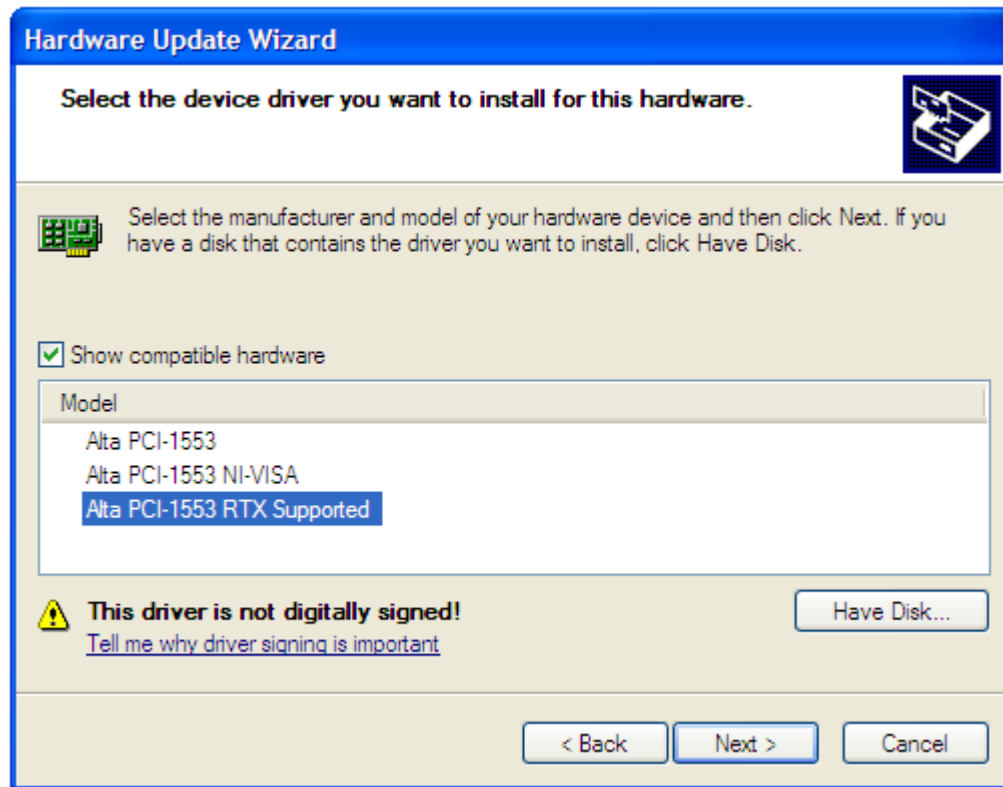 Hardware Update Wizard
Select the device driver you want to install for this hardware.
Select the manufacturer and model of your hardware device and then click Next. If you
have a disk that contains the driver you want to install, click Have Disk.
Show compatible hardware
Model
Alta PCI-1553
Alta PCI-1553 NI-VISA
Alta PCI-1553 RTX Supported
This driver is not digitally signed!
Have Disk...
Tell me why driver signing is important
< Back
Next >
Cancel